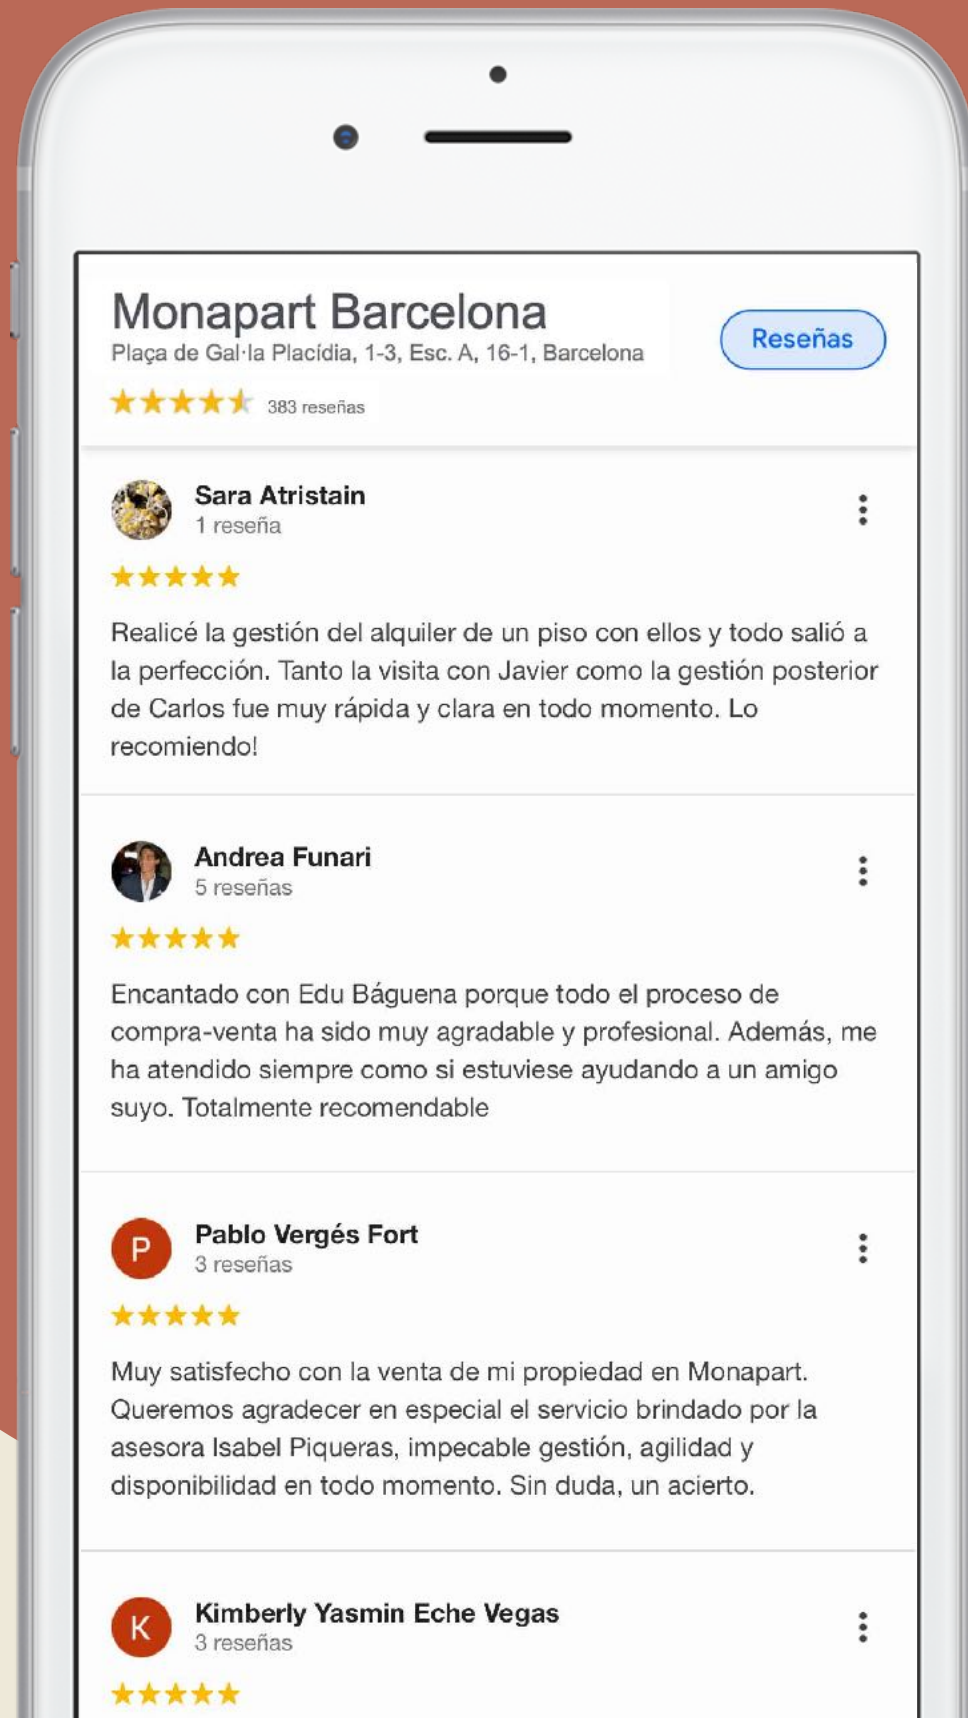 Monapart Barcelona
Plaça de Gal·la Placídia, 1-3, Esc. A, 16-1, Barcelona
Reseñas
383 reseñas
Sara Atristain
1 reseña
Realicé la gestión del alquiler de un piso con ellos y todo salió a
la perfección. Tanto la visita con Javier como la gestión posterior
de Carlos fue muy rápida y clara en todo momento. Lo
recomiendo!
Andrea Funari
5 reseñas
Encantado con Edu Báguena porque todo el proceso de
compra-venta ha sido muy agradable y profesional. Además, me
ha atendido siempre como si estuviese ayudando a un amigo
suyo. Totalmente recomendable
P
Pablo Vergés Fort
3 reseñas
Muy satisfecho con la venta de mi propiedad en Monapart.
Queremos agradecer en especial el servicio brindado por la
asesora Isabel Piqueras, impecable gestión, agilidad y
disponibilidad en todo momento. Sin duda, un acierto.
K
Kimberly Yasmin Eche Vegas
3 reseñas